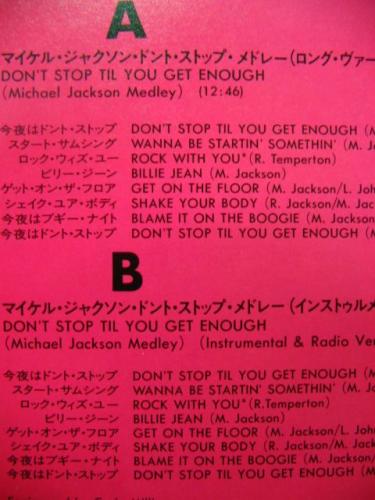 A
マイケル・ジャクソン・ドント・ストップ・メドレー(ロング・ヴァー
DON'T STOP TIL YOU GET ENOUGH
(Michael Jackson Medley) (12:46)
今夜はドント・ストップ DON'T STOP TIL YOU GET ENOUGH (M
スタート・サムシング WANNA BE STARTIN' SOMETHIN' (M. Ja
ロック・ウィズ・ユー ROCK WITH YOU* (R. Temperton)
ビリー・ジーン BILLIE JEAN (M. Jackson)
ゲット・オン・ザ・フロア GET ON THE FLOOR (M. Jackson/L. Joh
シェイク・ユア・ボディ SHAKE YOUR BODY (R. Jackson/M. Jac
今夜はブギー・ナイト BLAME IT ON THE BOOGIE (M. Jackson
今夜はドント・ストップ DON'T STOP TIL YOU GET ENOUGH (M
B
マイケル・ジャクソン・ドント・ストップ・メドレー(インストゥルメ
DON'T STOP TIL YOU GET ENOUGH
(Michael Jackson Medley) (Instrumental & Radio Ver
今夜はドント・ストップ DON'T STOP TIL YOU GET ENOUGH (M
スタート・サムシング WANNA BE STARTIN' SOMETHIN' (M. J
ロック・ウィズ・ユー ROCK WITH YOU* (R.Temperton)
ビリー・ジーン BILLIE JEAN (M. Jackson)
ゲット・オン・ザ・フロア GET ON THE FLOOR (M. Jackson/L. Jo
シェイク・ユア・ボディ SHAKE YOUR BODY (R. Jackson/M. Ja
今夜はブギー・ナイト BLAME IT ON THE BOOGIE (M. Jackson
今夜はドント・ストップ DON'T STOP TIL YOU GET ENOUGH (M